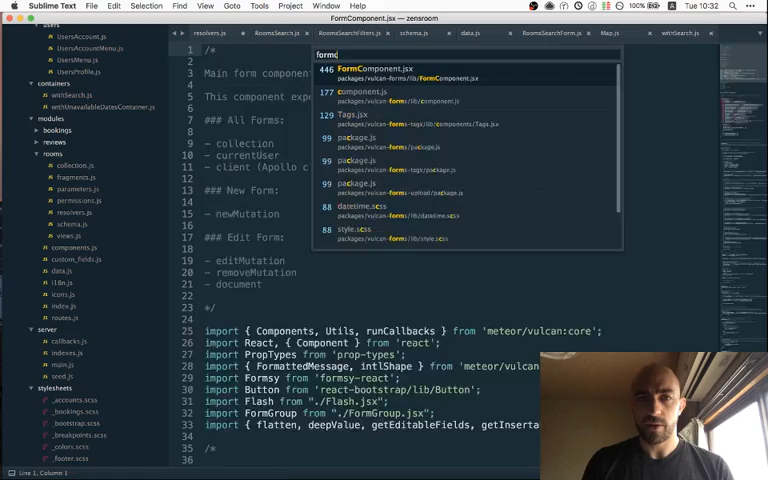 Sublime Text File Edit Selection Find View Goto Tools Project Window Help 100% Tue 10:32
FormComponent.jsx — zensroom
users
UsersAccount.js
UsersAccountMenu.js
UsersMenu.js
UsersProfile.js
containers
withSearch.js
withUnavailableDatesContainer.js
modules
bookings
reviews
rooms
collection.js
fragments.js
parameters.js
permissions.js
resolvers.js
schema.js
views.js
components.js
custom_fields.js
data.js
i18n.js
icons.js
index.js
routes.js
server
callbacks.js
indexes.js
main.js
seed.js
stylesheets
_accounts.scss
_bookings.scss
_bootstrap.scss
_breakpoints.scss
_colors.scss
_footer.scss
resolvers.js RoomsSearch.js RoomsSearchFilters.js schema.js data.js RoomsSearchForm.js Map.js withSearch.js
formc
446 FormComponent.jsx
packages/vulcan-forms/lib/FormComponent.jsx
177 component.js
packages/vulcan-forms/lib/component.js
129 Tags.jsx
packages/vulcan-forms-tags/lib/components/Tags.jsx
99 package.js
packages/vulcan-forms/package.js
99 package.js
packages/vulcan-forms-tags/package.js
99 package.js
packages/vulcan-forms-upload/package.js
88 datetime.scss
packages/vulcan-forms/lib/datetime.scss
88 style.scss
packages/vulcan-forms/lib/style.scss
1 /*
2
3 Main form component
4
5 This component expe
6
7 ### All Forms:
8
9 - collection
10 - currentUser
11 - client (Apollo c
12
13 ### New Form:
14
15 - newMutation
16
17 ### Edit Form:
18
19 - editMutation
20 - removeMutation
21 - document
22
23 */
24
25 import { Components, Utils, runCallbacks } from 'meteor/vulcan:core';
26 import React, { Component } from 'react';
27 import PropTypes from 'prop-types';
28 import { FormattedMessage, intlShape } from 'meteor/vulcan
29 import Formsy from 'formsy-react';
30 import Button from 'react-bootstrap/lib/Button';
31 import Flash from "./Flash.jsx";
32 import FormGroup from "./FormGroup.jsx";
33 import { flatten, deepValue, getEditableFields, getInserta
34
35 /*
36
Line 1, Column 1